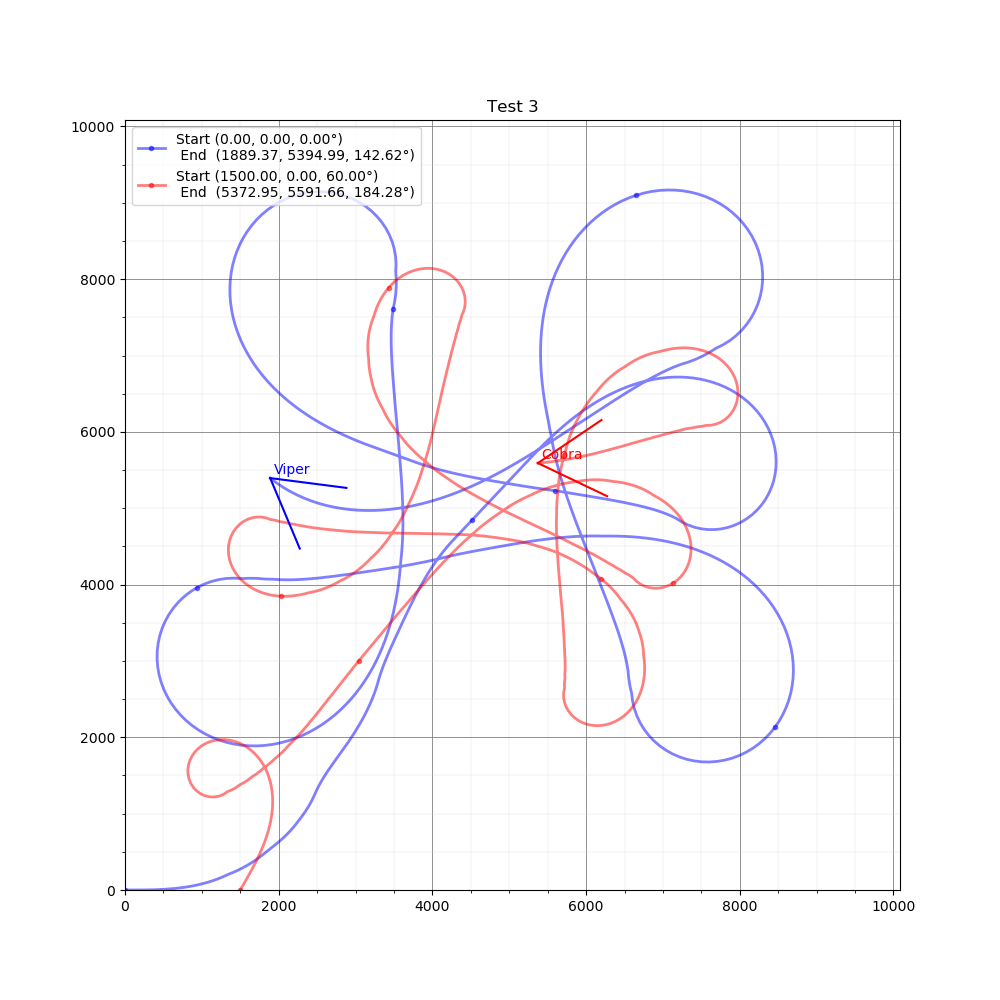 Test 3
Start (0.00, 0.00, 0.00°)
End (1889.37, 5394.99, 142.62°)
Start (1500.00, 0.00, 60.00°)
End (5372.95, 5591.66, 184.28°)
10000
8000
6000
4000
2000
0
Viper
Cobra
0 2000 4000 6000 8000 10000